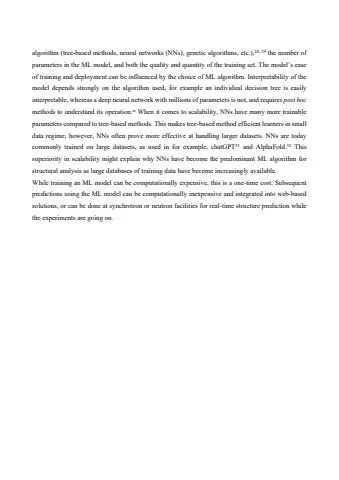 algorithm (tree-based methods, neural networks (NNs), genetic algorithms, etc.),28, 29 the number of
parameters in the ML model, and both the quality and quantity of the training set. The model's ease
of training and deployment can be influenced by the choice of ML algorithm. Interpretability of the
model depends strongly on the algorithm used, for example an individual decision tree is easily
interpretable, whereas a deep neural network with millions of parameters is not, and requires post hoc
methods to understand its operation. When it comes to scalability, NNs have many more trainable
parameters compared to tree-based methods. This makes tree-based method efficient learners in small
data regime, however, NNs often prove more effective at handling larger datasets. NNs are today
commonly trained on large datasets, as used in for example, chatGPT31 and AlphaFold.32 This
superiority in scalability might explain why NNs have become the predominant ML algorithm for
structural analysis as large databases of training data have become increasingly available.
While training an ML model can be computationally expensive, this is a one-time cost. Subsequent
predictions using the ML model can be computationally inexpensive and integrated into web-based
solutions, or can be done at synchrotron or neutron facilities for real-time structure prediction while
the experiments are going on.